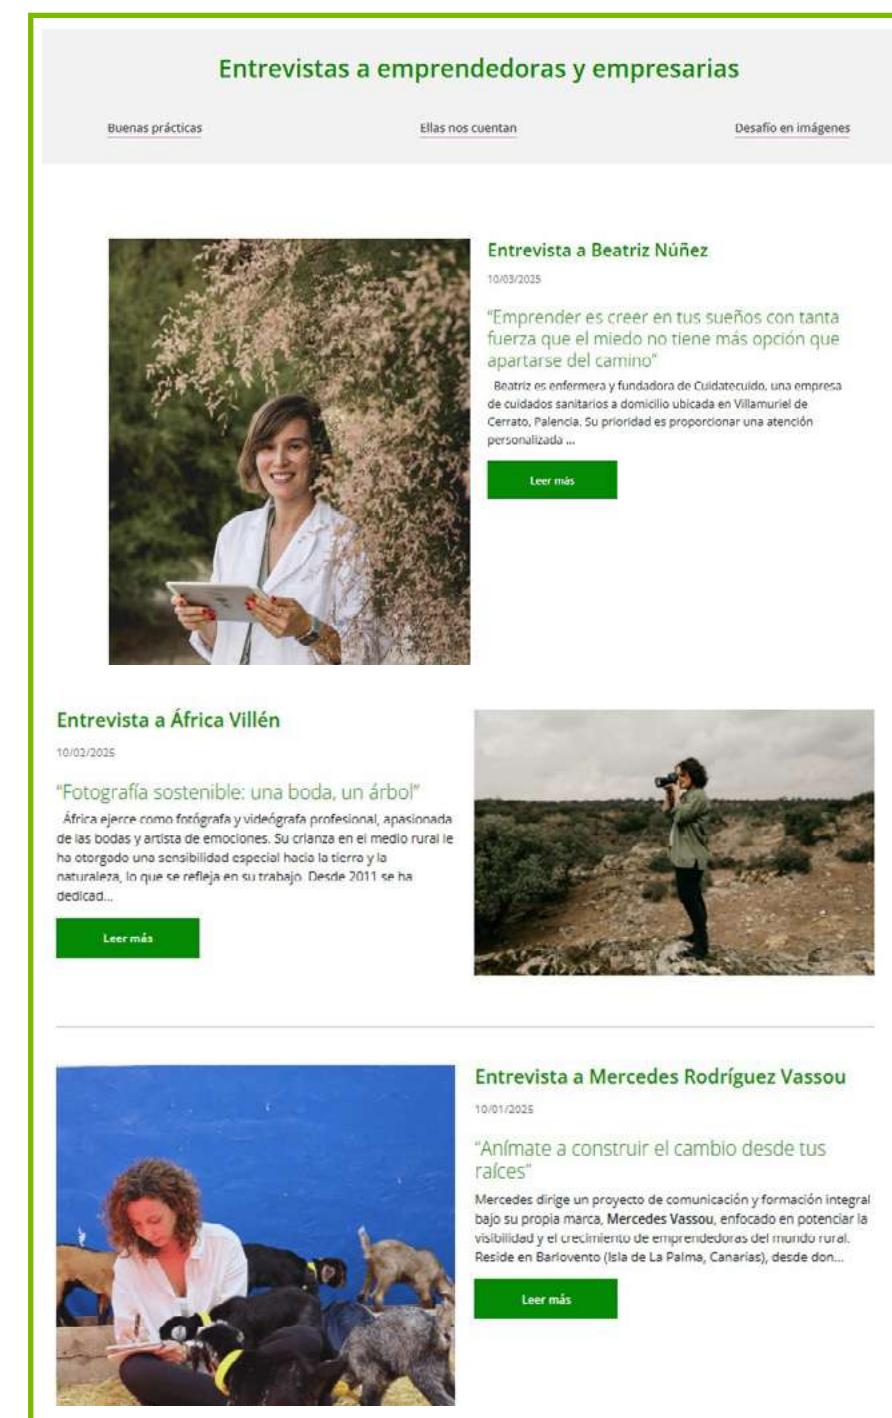 Entrevistas a emprendedoras y empresarias
Buenas prácticas
Ellas nos cuentan
Desafío en imágenes
Entrevista a Beatriz Núñez
10/03/2025
“Emprender es creer en tus sueños con tanta
fuerza que el miedo no tiene más opción que
apartarse del camino”
Beatriz es enfermera y fundadora de Cuidatecuido, una empresa
de cuidados sanitarios a domicilio ubicada en Villamuriel de
Cerrato, Palencia. Su prioridad es proporcionar una atención
personalizada ...
Leer más
Entrevista a África Villén
10/02/2025
“Fotografía sostenible: una boda, un árbol”
África ejerce como fotógrafa y videógrafa profesional, apasionada
de las bodas y artista de emociones. Su crianza en el medio rural le
ha otorgado una sensibilidad especial hacia la tierra y la
naturaleza, lo que se refleja en su trabajo. Desde 2011 se ha
dedicad...
Leer más
Entrevista a Mercedes Rodríguez Vassou
10/01/2025
“Anímate a construir el cambio desde tus
raíces”
Mercedes dirige un proyecto de comunicación y formación integral
bajo su propia marca, Mercedes Vassou, enfocado en potenciar la
visibilidad y el crecimiento de emprendedoras del mundo rural.
Reside en Barlovento (Isla de La Palma, Canarias), desde don...
Leer más